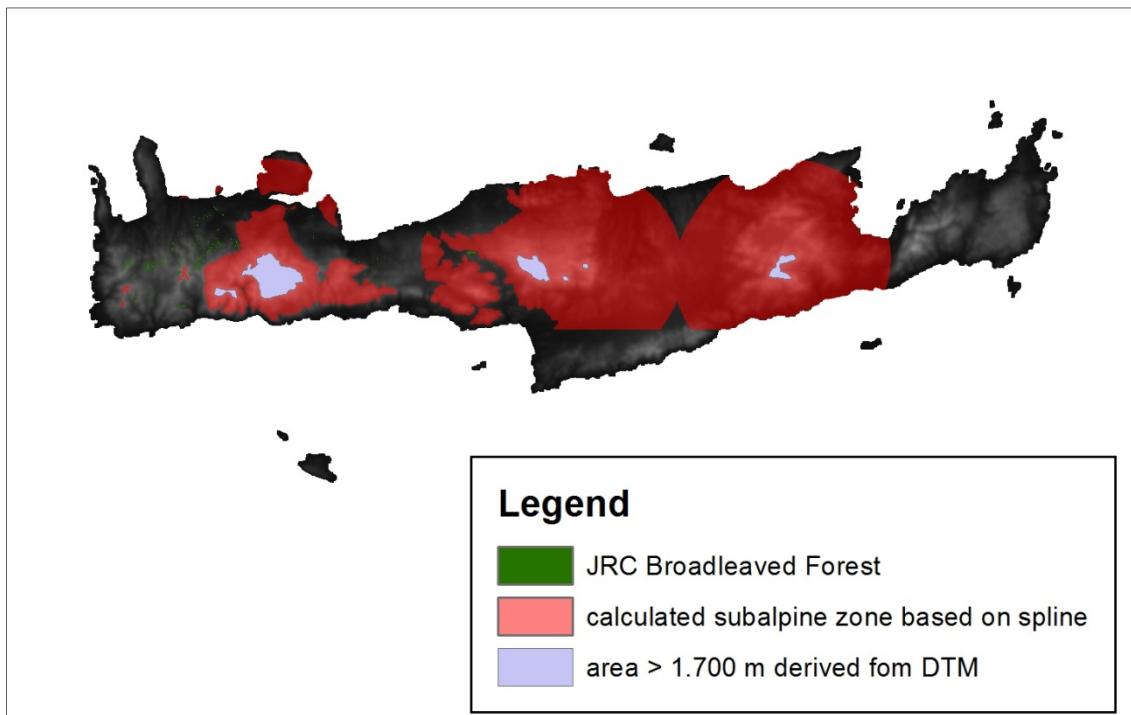 Legend
JRC Broadleaved Forest
calculated subalpine zone based on spline
area > 1.700 m derived fom DTM